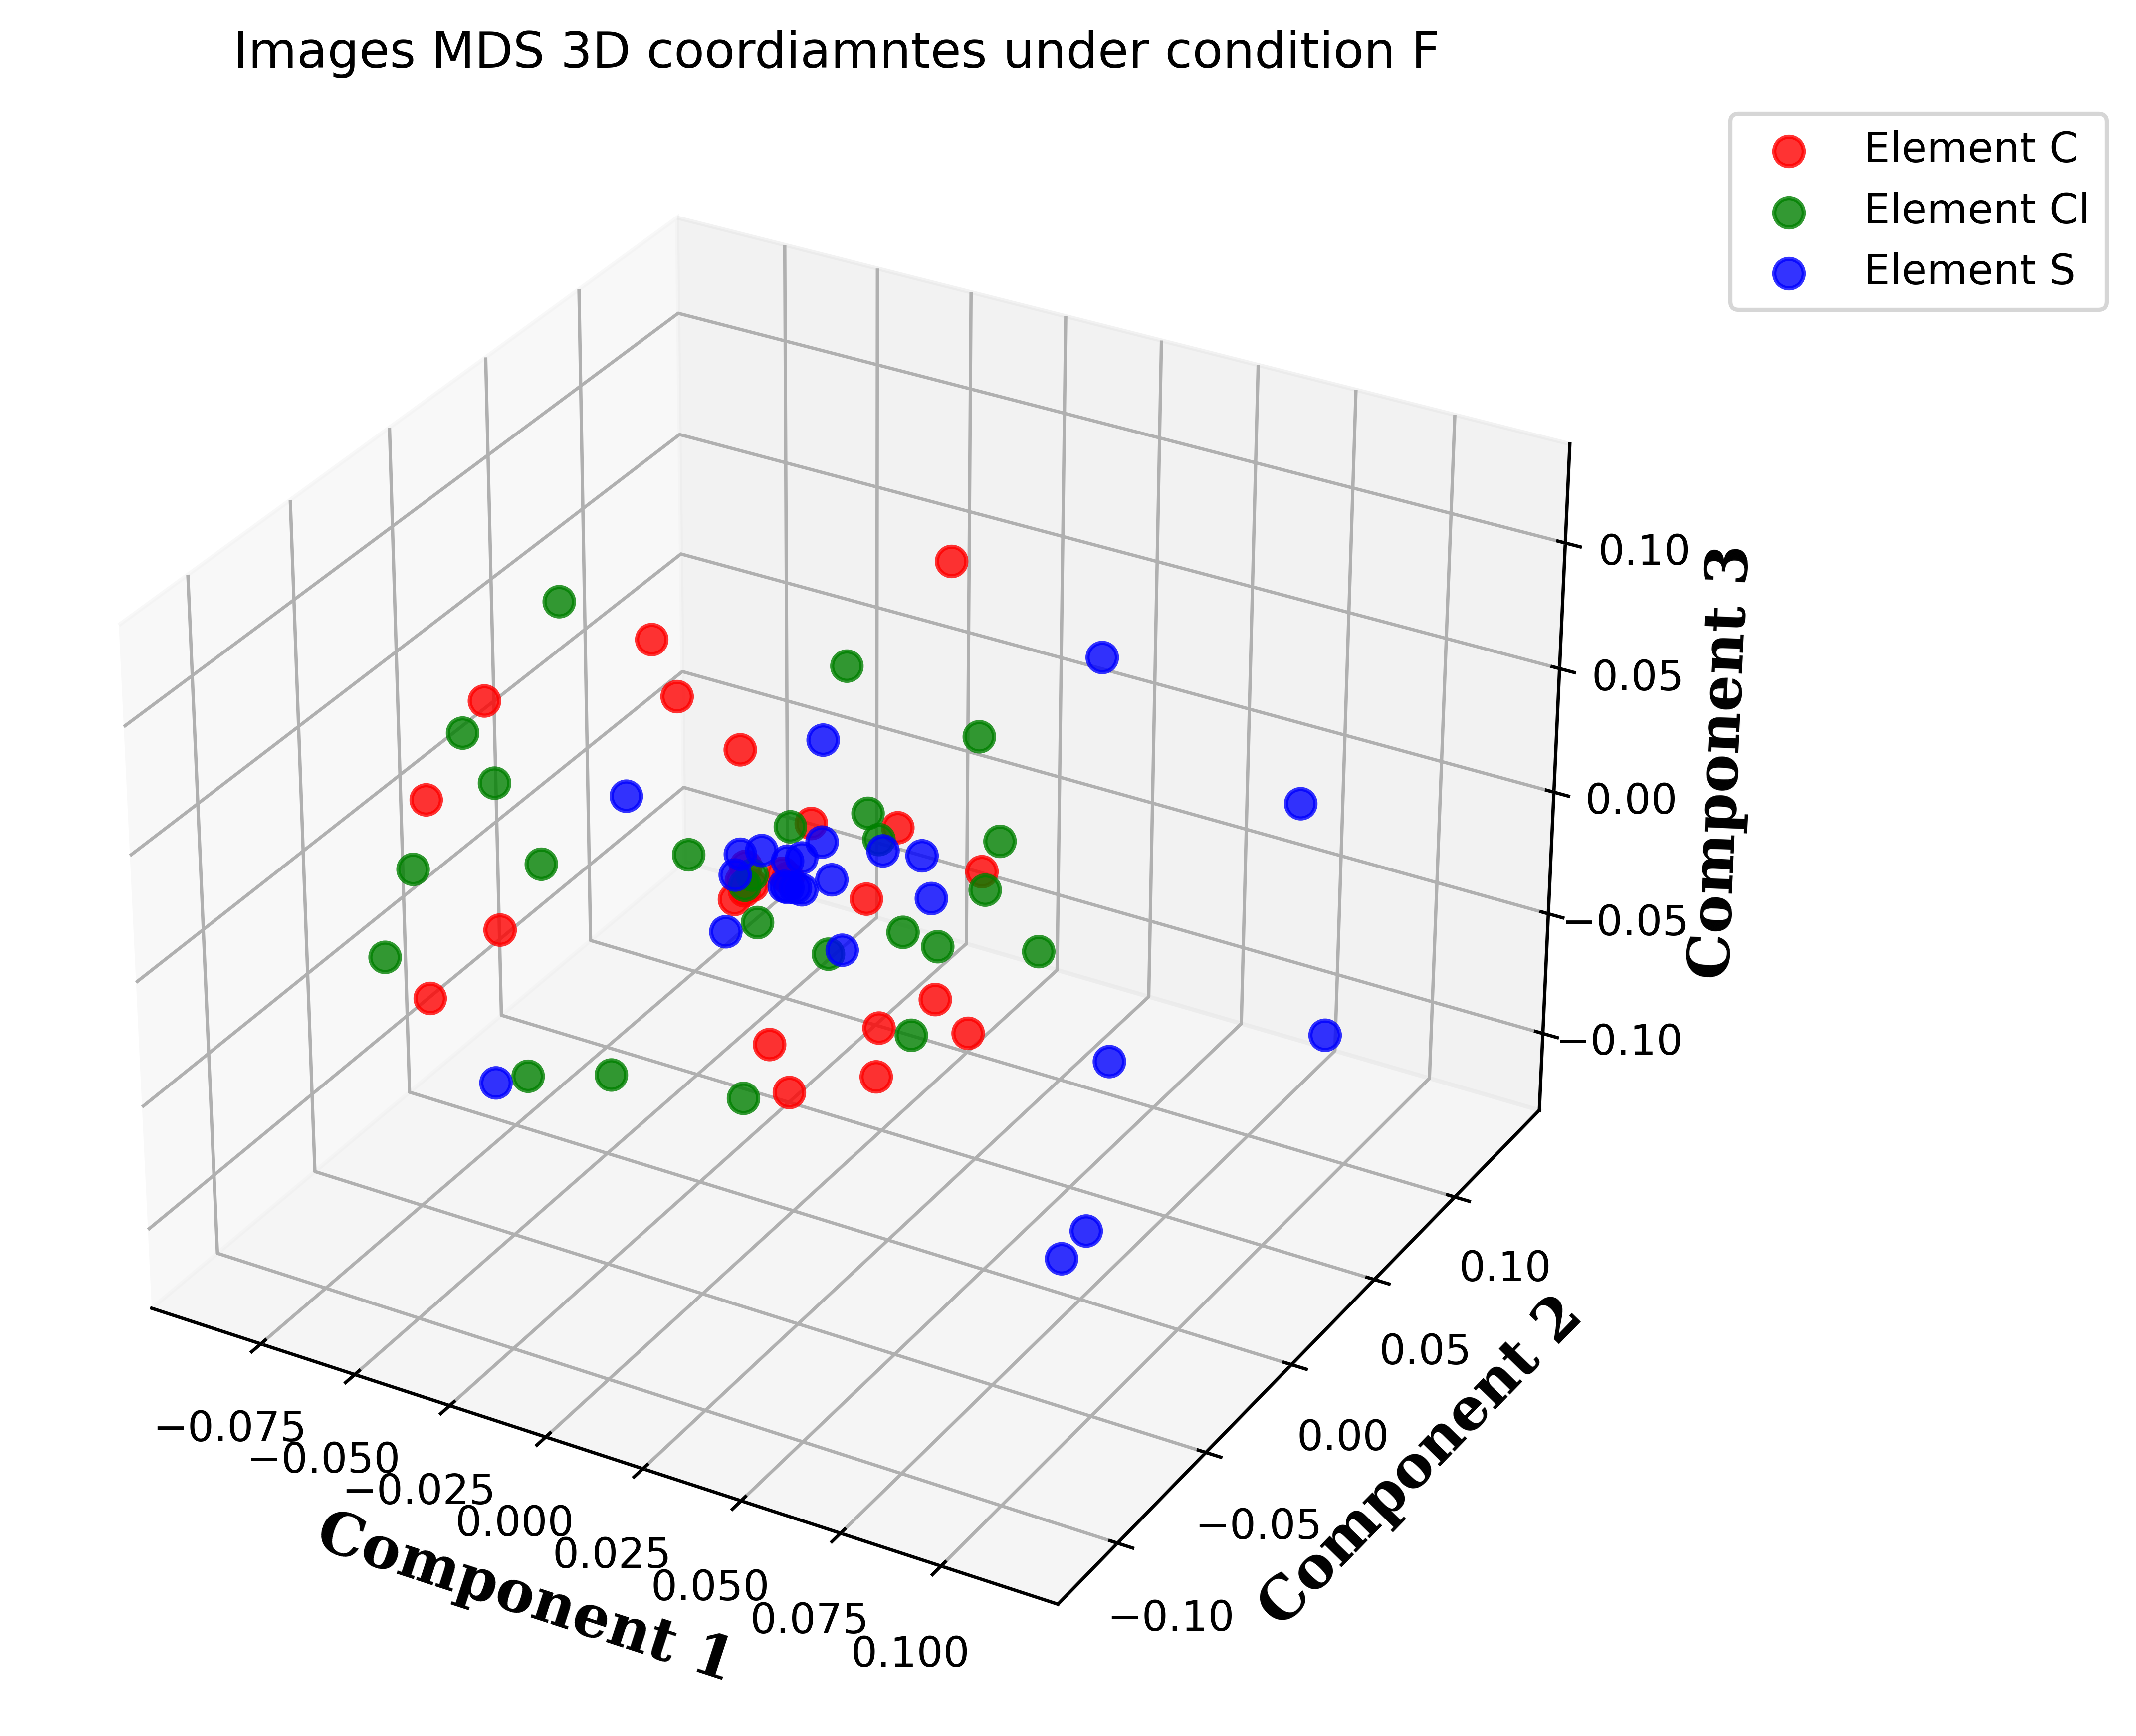 Images MDS 3D coordiamntes under condition F
Element C
Element Cl
Element S
0.10
0.05
0.00
−0.05
−0.10
Component 3
0.10
0.05
0.00
−0.05
−0.10
Component 2
−0.075
−0.050
−0.025
0.000
0.025
0.050
0.075
0.100
Component 1